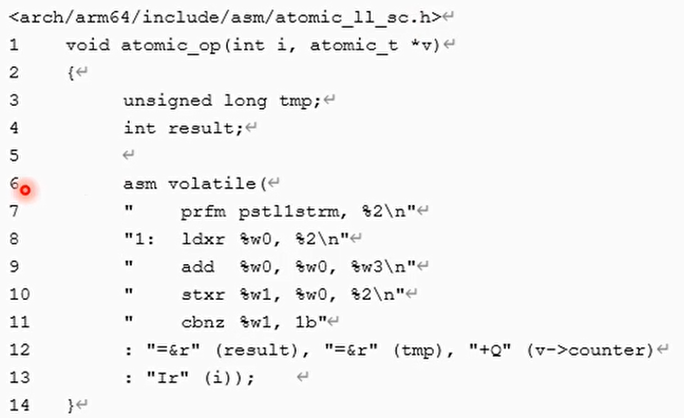 <arch/arm64/include/asm/atomic_ll_sc.h>↵
1 void atomic_op(int i, atomic_t *v)↵
2 {↵
3 unsigned long tmp;↵
4 int result;↵
5 ↵
6 asm volatile(↵
7 "    prfm pstl1strm, %2\n"↵
8 "1:  ldxr %w0, %2\n"↵
9 "    add  %w0, %w0, %w3\n"↵
10 "    stxr %w1, %w0, %2\n"↵
11 "    cbnz %w1, 1b"↵
12 : "=&r" (result), "=&r" (tmp), "+Q" (v->counter)↵
13 : "Ir" (i));    ↵
14 }↵